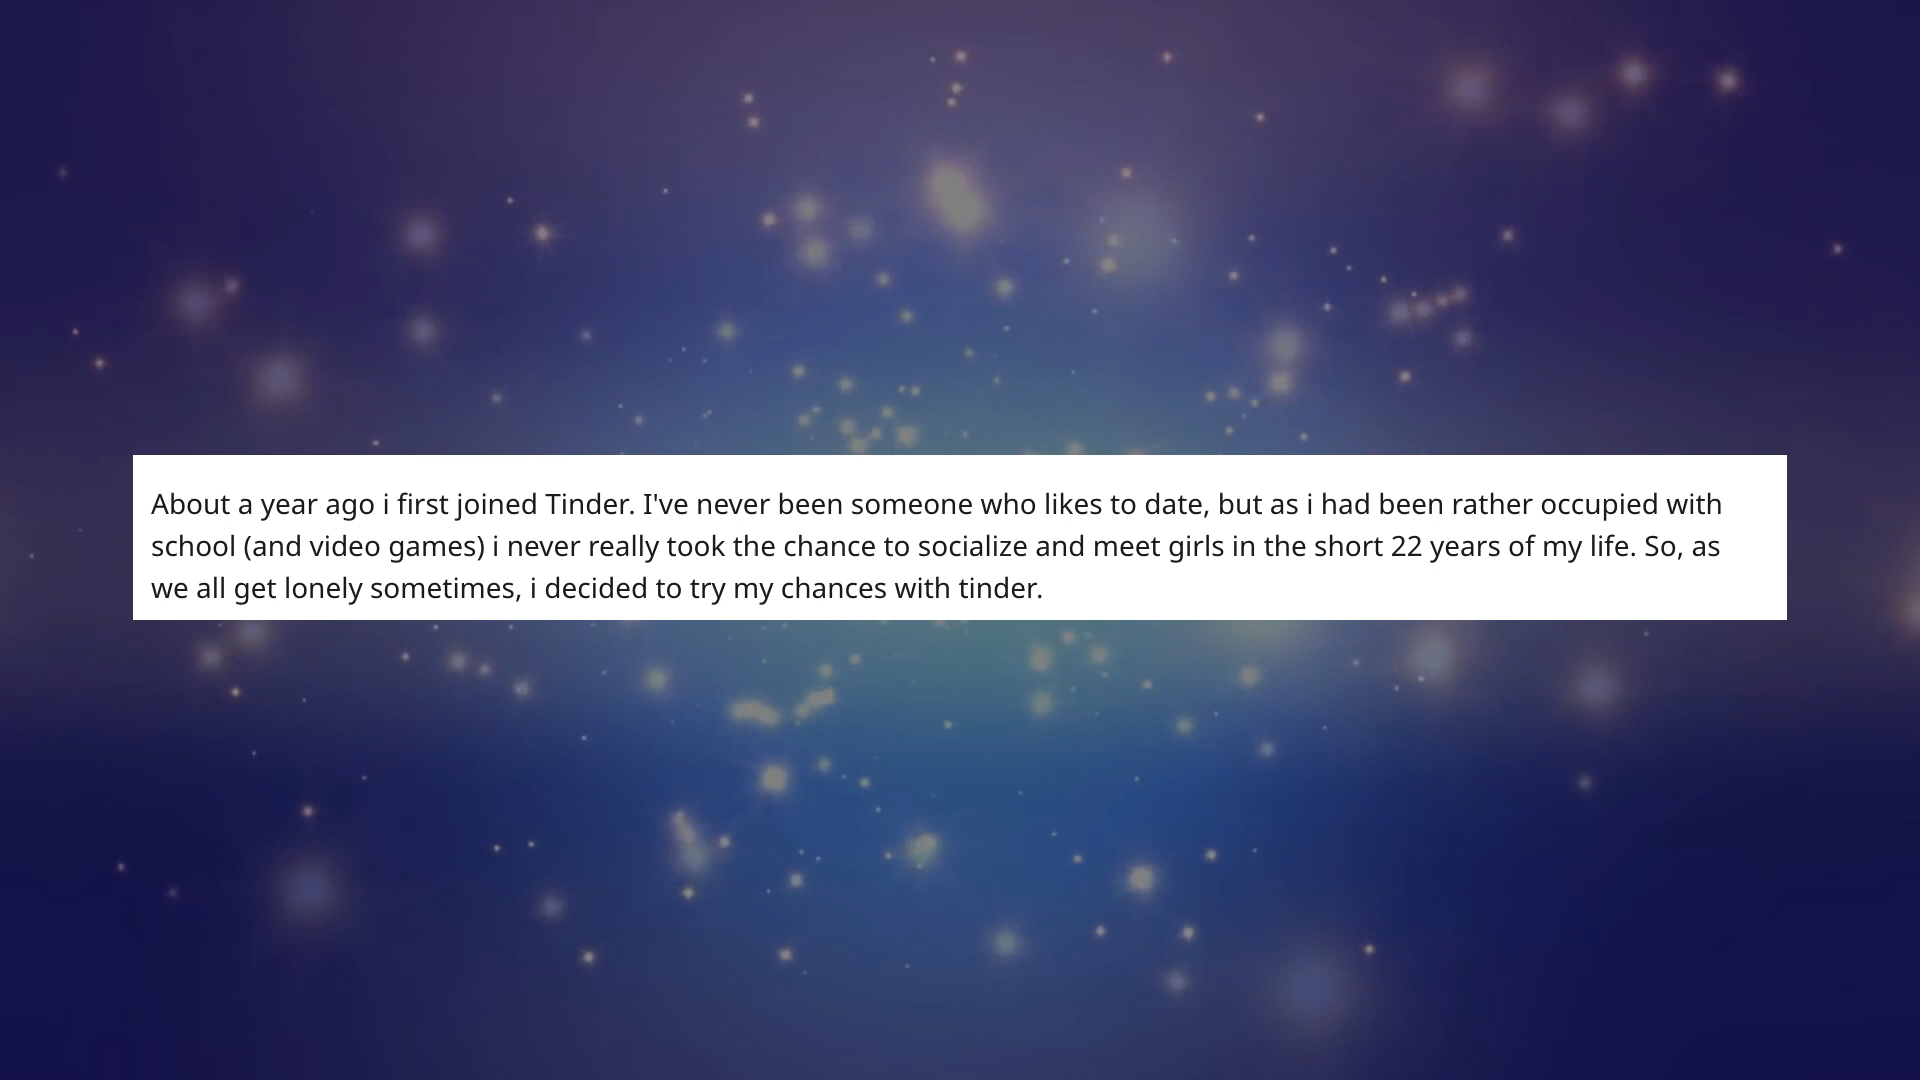 About a year ago i first joined Tinder. I've never been someone who likes to date, but as i had been rather occupied with
school (and video games) i never really took the chance to socialize and meet girls in the short 22 years of my life. So, as
we all get lonely sometimes, i decided to try my chances with tinder.